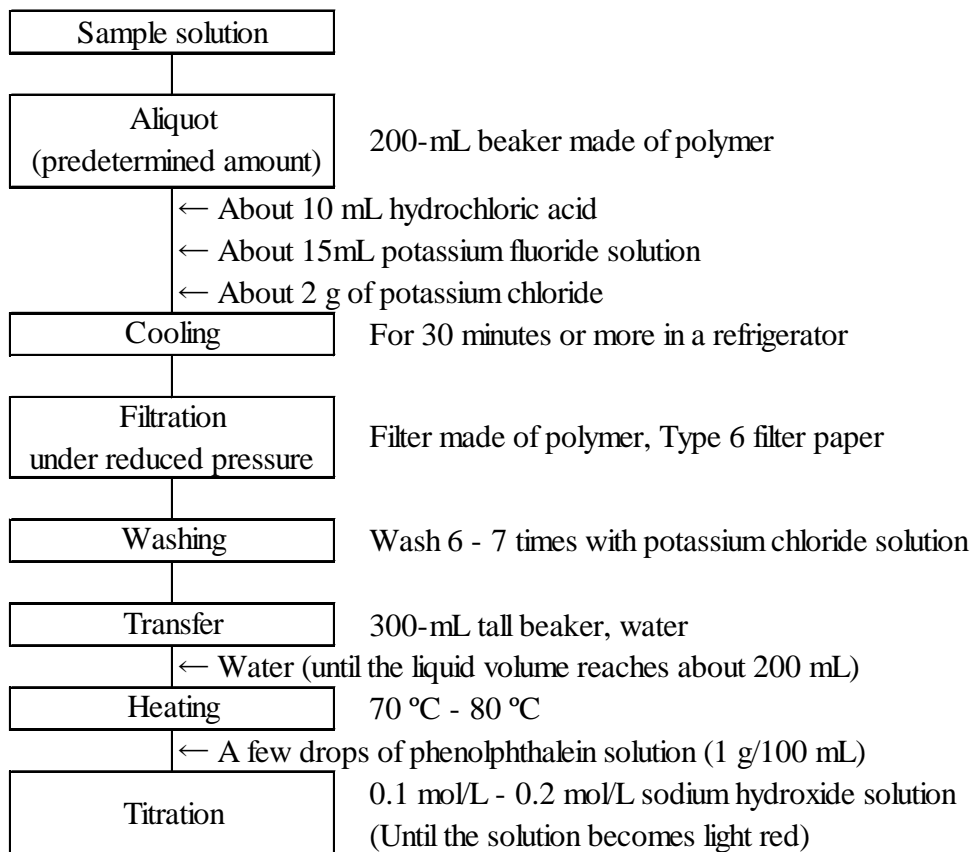 Sample solution
Aliquot
(predetermined amount)
200-mL beaker made of polymer
← About 10 mL hydrochloric acid
← About 15mL potassium fluoride solution
← About 2 g of potassium chloride
Cooling
For 30 minutes or more in a refrigerator
Filtration
under reduced pressure
Filter made of polymer, Type 6 filter paper
Washing
Wash 6 - 7 times with potassium chloride solution
Transfer
300-mL tall beaker, water
← Water (until the liquid volume reaches about 200 mL)
Heating
70 ºC - 80 ºC
← A few drops of phenolphthalein solution (1 g/100 mL)
Titration
0.1 mol/L - 0.2 mol/L sodium hydroxide solution
(Until the solution becomes light red)